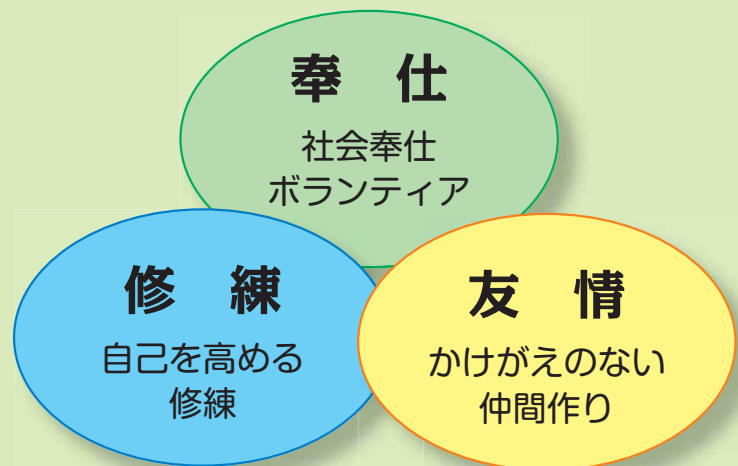 奉　仕
社会奉仕
ボランティア
修　練
自己を高める
修練
友　情
かけがえのない
仲間作り